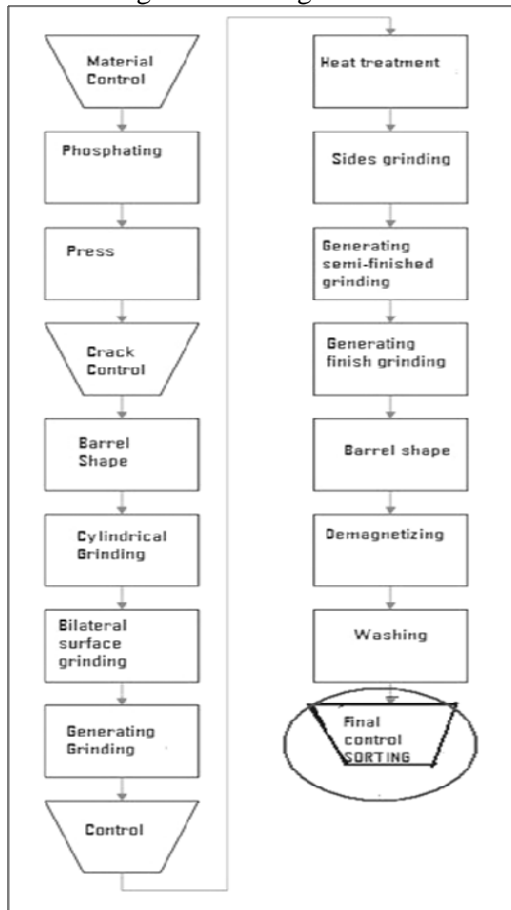 Material
Control
Phosphating
Press
Crack
Control
Barrel
Shape
Cylindrical
Grinding
Bilateral
surface
grinding
Generating
Grinding
Control
Heat treatment
Sides grinding
Generating
semi-finished
grinding
Generating
finish grinding
Barrel shape
Demagnetizing
Washing
Final
control
SORTING